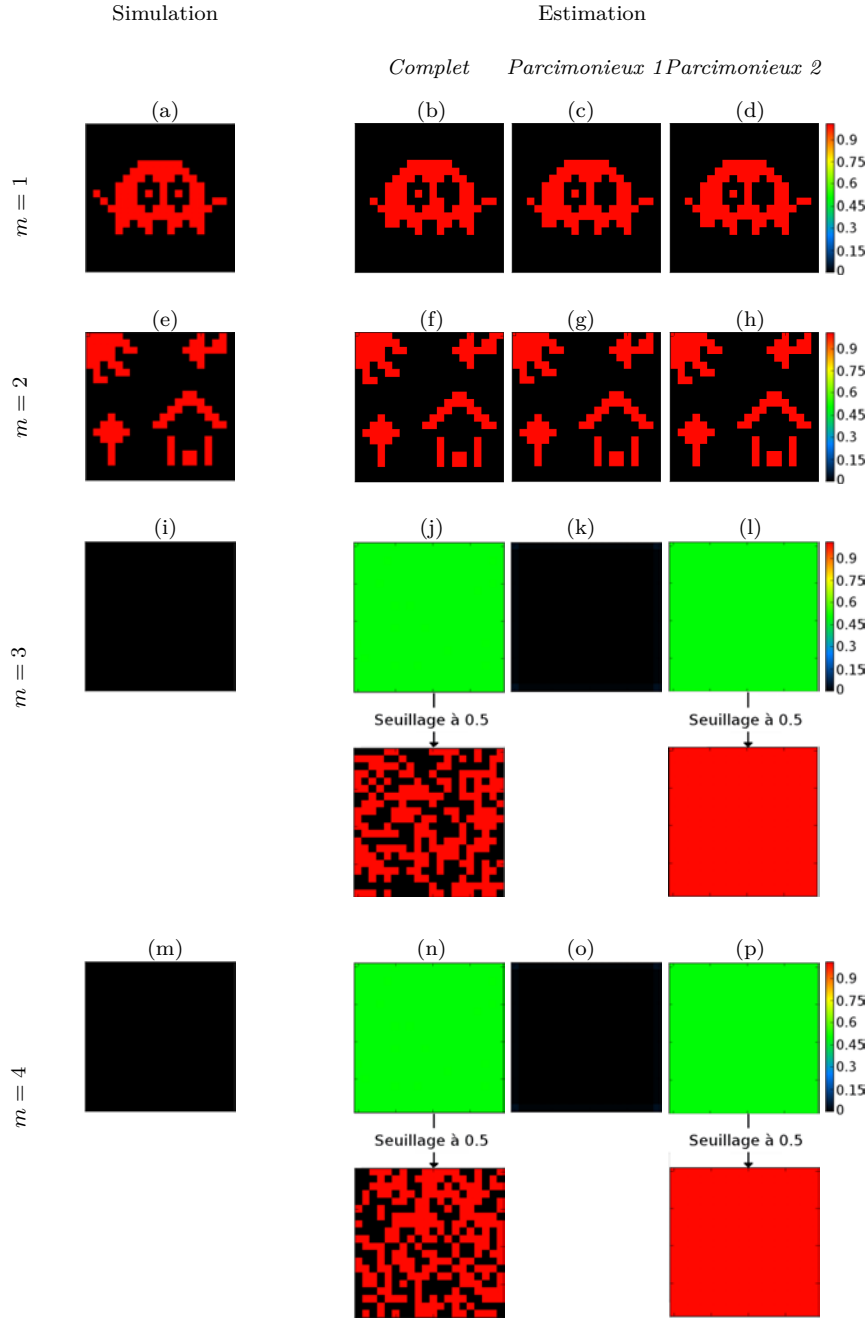 Simulation Estimation
Complet Parcimonieux 1 Parcimonieux 2
(a) (b) (c) (d)
m = 1
0.9
0.75
0.6
0.45
0.3
0.15
0
(e) (f) (g) (h)
m = 2
0.9
0.75
0.6
0.45
0.3
0.15
0
(i) (j) (k) (l)
m = 3
0.9
0.75
0.6
0.45
0.3
0.15
0
Seuillage à 0.5 Seuillage à 0.5
(m) (n) (o) (p)
m = 4
0.9
0.75
0.6
0.45
0.3
0.15
0
Seuillage à 0.5 Seuillage à 0.5